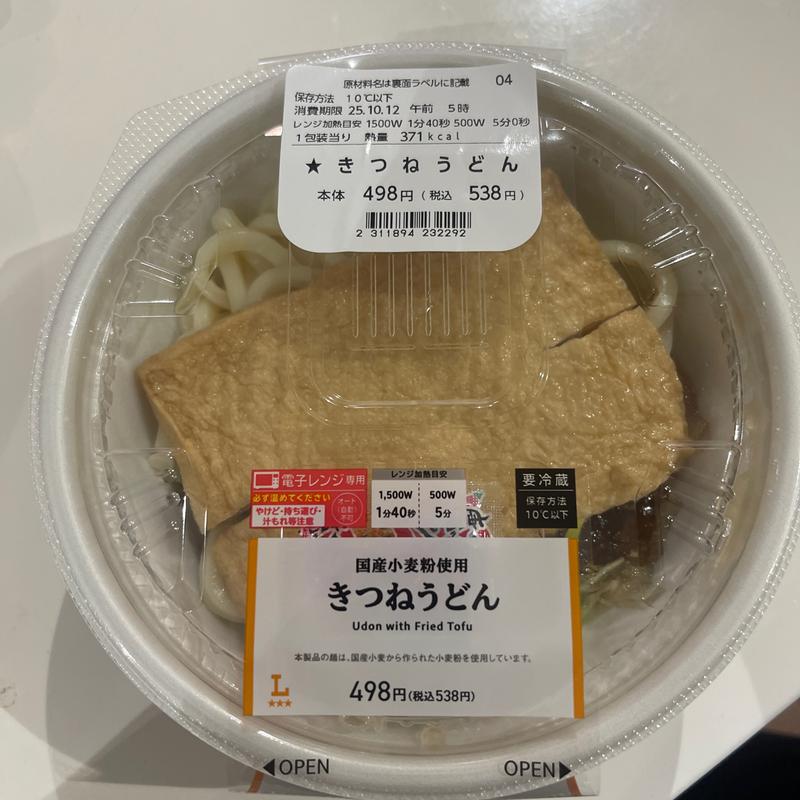 原材料名は裏面ラベルに記載 04
保存方法 10℃以下
消費期限 25.10.12 午前 5時
レンジ加熱目安 1500W 1分40秒 500W 5分0秒
1包装当り 熱量 371kcal
★きつねうどん
本体 498円(税込 538円)
2 311894 232292
電子レンジ専用
必ず温めてください
やけど・持ち運び・
汁もれ等注意
オート
(自動)
不可
レンジ加熱目安
1,500W 500W
1分40秒 5分
要冷蔵
保存方法
10℃以下
国産小麦粉使用
きつねうどん
Udon with Fried Tofu
本製品の麺は、国産小麦から作られた小麦粉を使用しています。
L
★★★
498円(税込538円)
◀OPEN OPEN▶